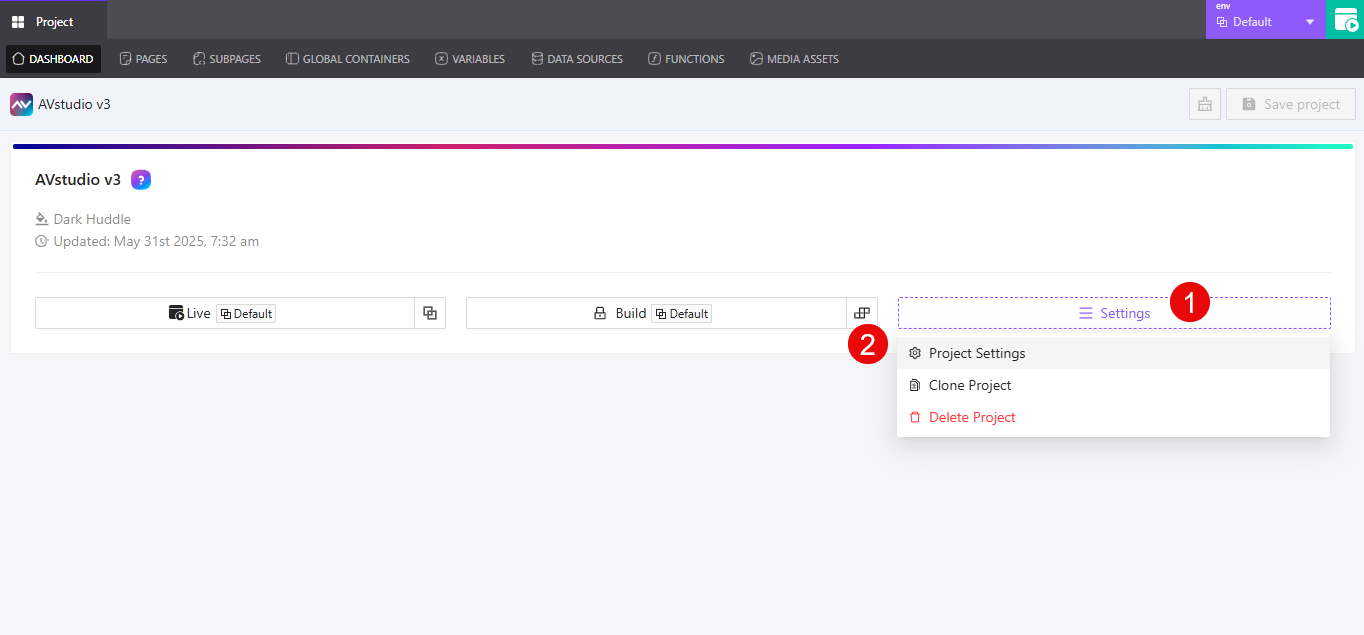 Project
env
Default
DASHBOARD PAGES SUBPAGES GLOBAL CONTAINERS VARIABLES DATA SOURCES FUNCTIONS MEDIA ASSETS
AV AVstudio v3
Save project
AVstudio v3 ?
Dark Huddle
Updated: May 31st 2025, 7:32 am
Live Default
Build Default
Settings
1
2
Project Settings
Clone Project
Delete Project